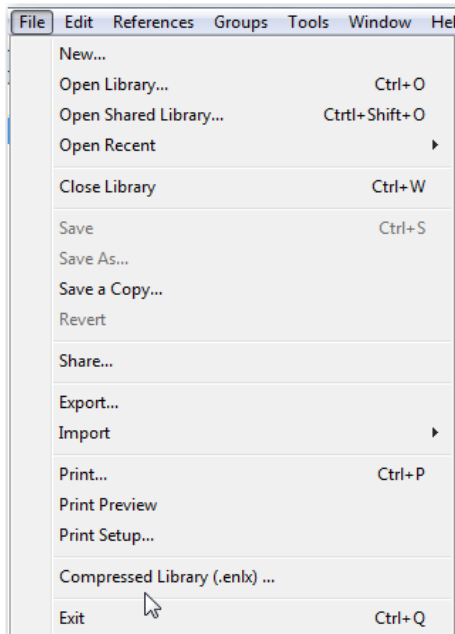 File Edit References Groups Tools Window Hel
New...
Open Library... Ctrl+O
Open Shared Library... Ctrtl+Shift+O
Open Recent
Close Library Ctrl+W
Save Ctrl+S
Save As...
Save a Copy...
Revert
Share...
Export...
Import
Print... Ctrl+P
Print Preview
Print Setup...
Compressed Library (.enlx) ...
Exit Ctrl+Q